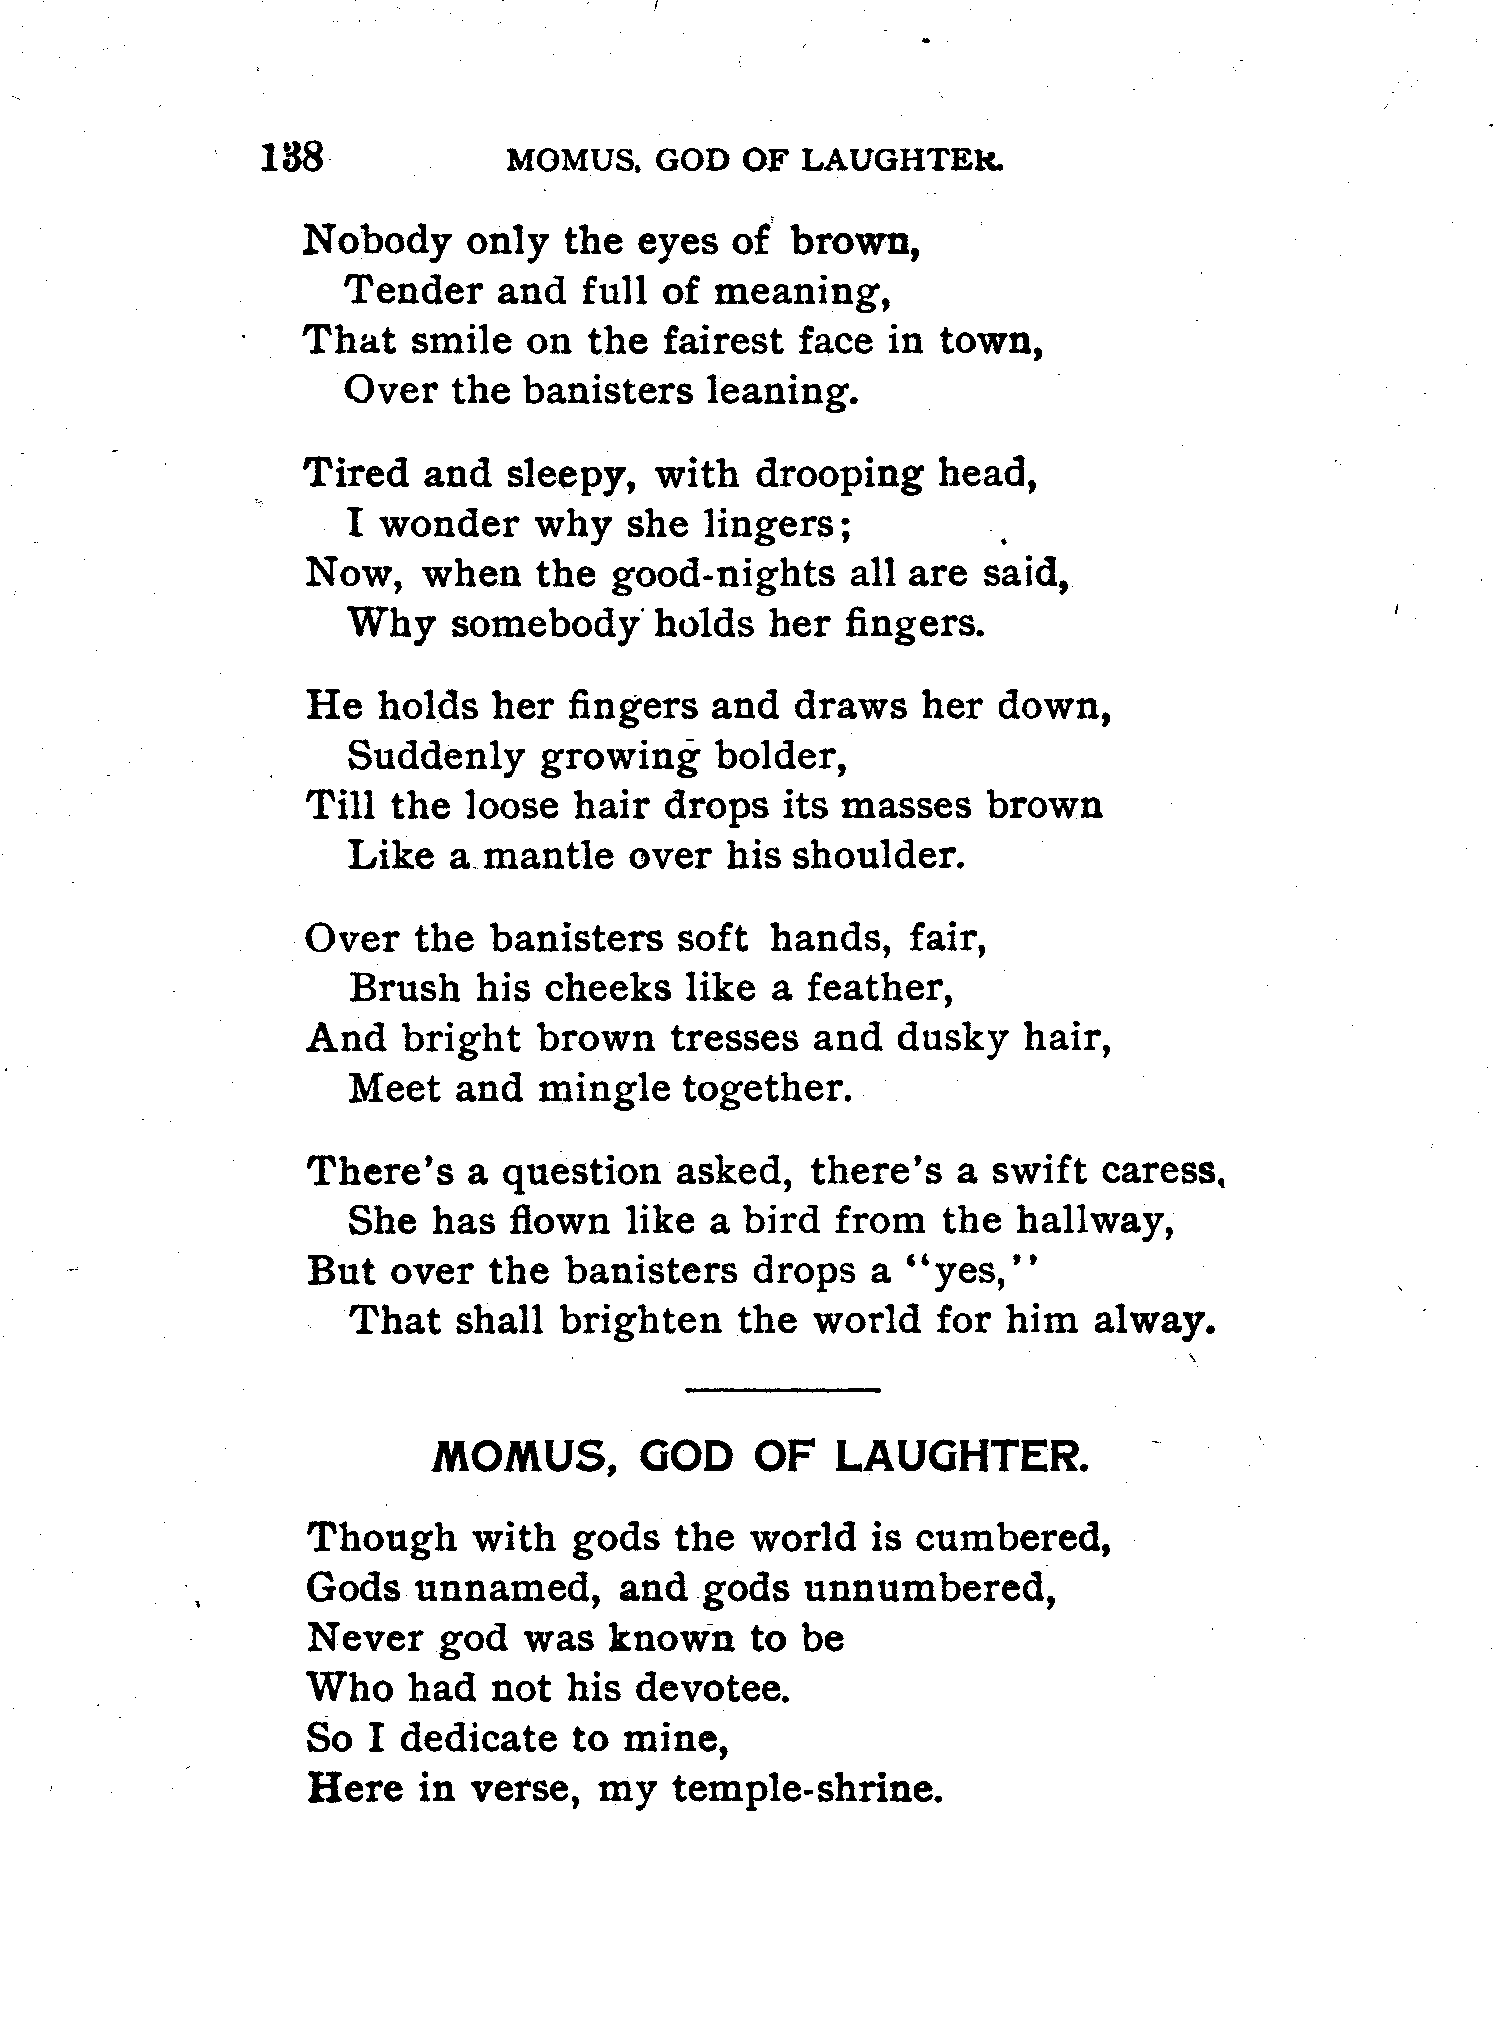 138 MOMUS, GOD OF LAUGHTER.
Nobody only the eyes of brown,
Tender and full of meaning,
That smile on the fairest face in town,
Over the banisters leaning.
Tired and sleepy, with drooping head,
I wonder why she lingers;
Now, when the good-nights all are said,
Why somebody holds her fingers.
He holds her fingers and draws her down,
Suddenly growing bolder,
Till the loose hair drops its masses brown
Like a mantle over his shoulder.
Over the banisters soft hands, fair,
Brush his cheeks like a feather,
And bright brown tresses and dusky hair,
Meet and mingle together.
There's a question asked, there's a swift caress,
She has flown like a bird from the hallway,
But over the banisters drops a "yes,"
That shall brighten the world for him alway.
MOMUS, GOD OF LAUGHTER.
Though with gods the world is cumbered,
Gods unnamed, and gods unnumbered,
Never god was known to be
Who had not his devotee.
So I dedicate to mine,
Here in verse, my temple-shrine.